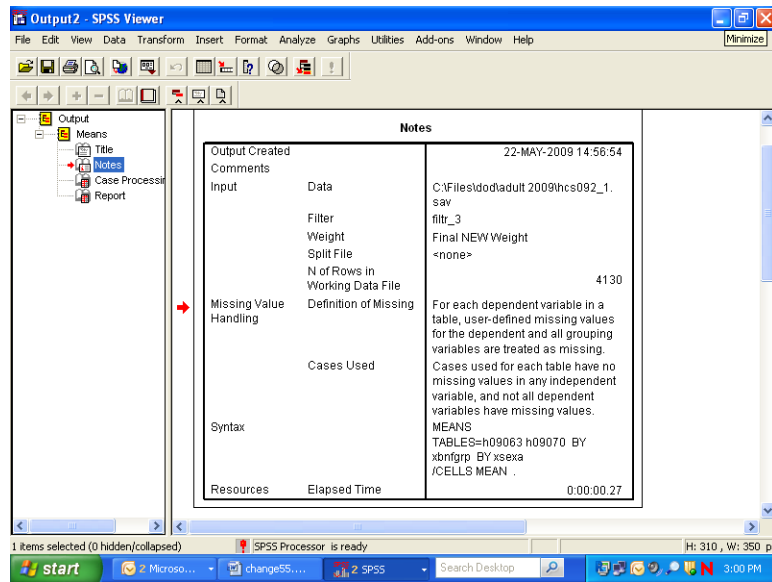 Output2 - SPSS Viewer
File Edit View Data Transform Insert Format Analyze Graphs Utilities Add-ons Window Help
Minimize
Output
Means
Title
Notes
Case Processir
Report
Notes
Output Created 22-MAY-2009 14:56:54
Comments
Input Data C:\Files\dod\adult 2009\hcs092_1.
sav
Filter filtr_3
Weight Final NEW Weight
Split File <none>
N of Rows in
Working Data File 4130
Missing Value Definition of Missing For each dependent variable in a
Handling table, user-defined missing values
for the dependent and all grouping
variables are treated as missing.
Cases Used Cases used for each table have no
missing values in any independent
variable, and not all dependent
variables have missing values.
Syntax MEANS
TABLES=h09063 h09070 BY
xbnfgrp BY xsexa
/CELLS MEAN .
Resources Elapsed Time 0:00:00.27
1 items selected (0 hidden/collapsed) SPSS Processor is ready H: 310 , W: 350 p
start 2 Microso... change55.... 2 SPSS Search Desktop 3:00 PM